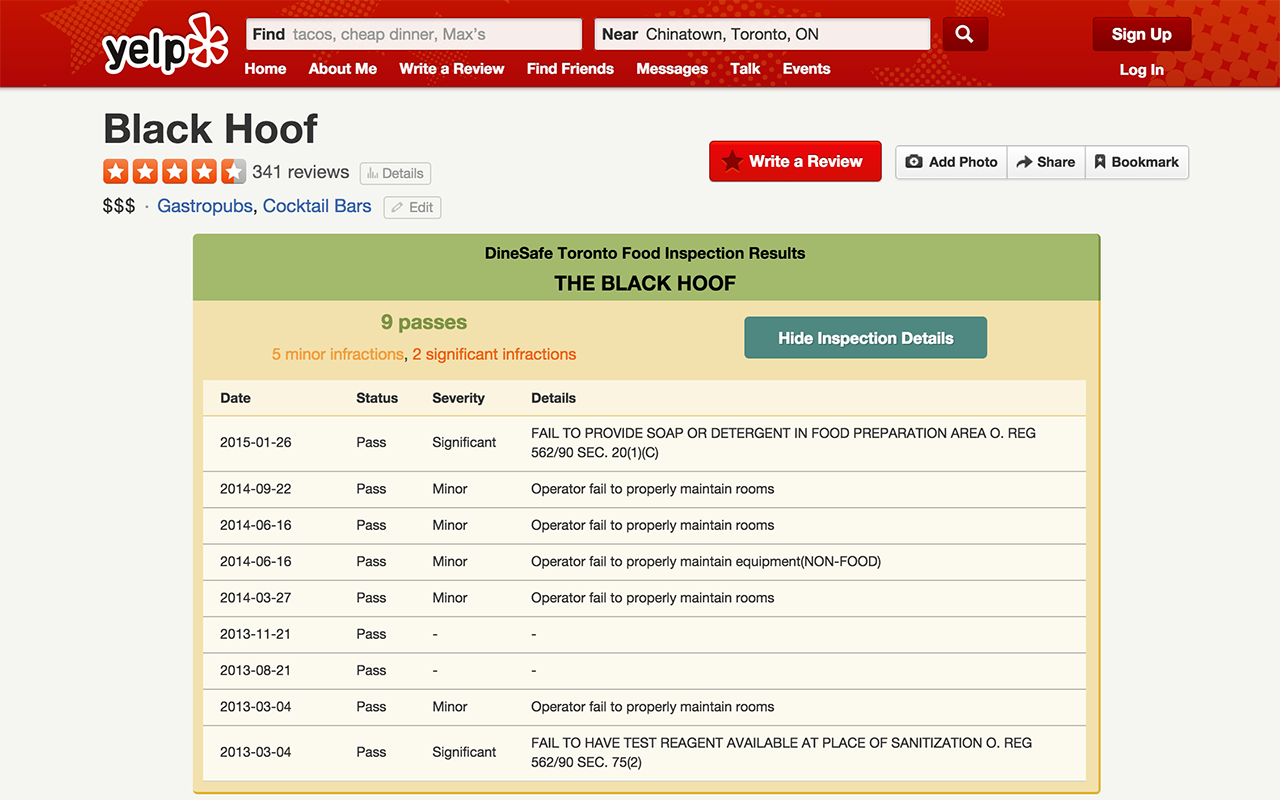 yelp
Find tacos, cheap dinner, Max's
Near Chinatown, Toronto, ON
Sign Up
Home About Me Write a Review Find Friends Messages Talk Events
Log In
Black Hoof
341 reviews Details
Write a Review
Add Photo Share Bookmark
$$$ · Gastropubs, Cocktail Bars Edit
DineSafe Toronto Food Inspection Results
THE BLACK HOOF
9 passes
5 minor infractions, 2 significant infractions
Hide Inspection Details
Date Status Severity Details
2015-01-26 Pass Significant FAIL TO PROVIDE SOAP OR DETERGENT IN FOOD PREPARATION AREA O. REG
562/90 SEC. 20(1)(C)
2014-09-22 Pass Minor Operator fail to properly maintain rooms
2014-06-16 Pass Minor Operator fail to properly maintain rooms
2014-06-16 Pass Minor Operator fail to properly maintain equipment(NON-FOOD)
2014-03-27 Pass Minor Operator fail to properly maintain rooms
2013-11-21 Pass - -
2013-08-21 Pass - -
2013-03-04 Pass Minor Operator fail to properly maintain rooms
2013-03-04 Pass Significant FAIL TO HAVE TEST REAGENT AVAILABLE AT PLACE OF SANITIZATION O. REG
562/90 SEC. 75(2)